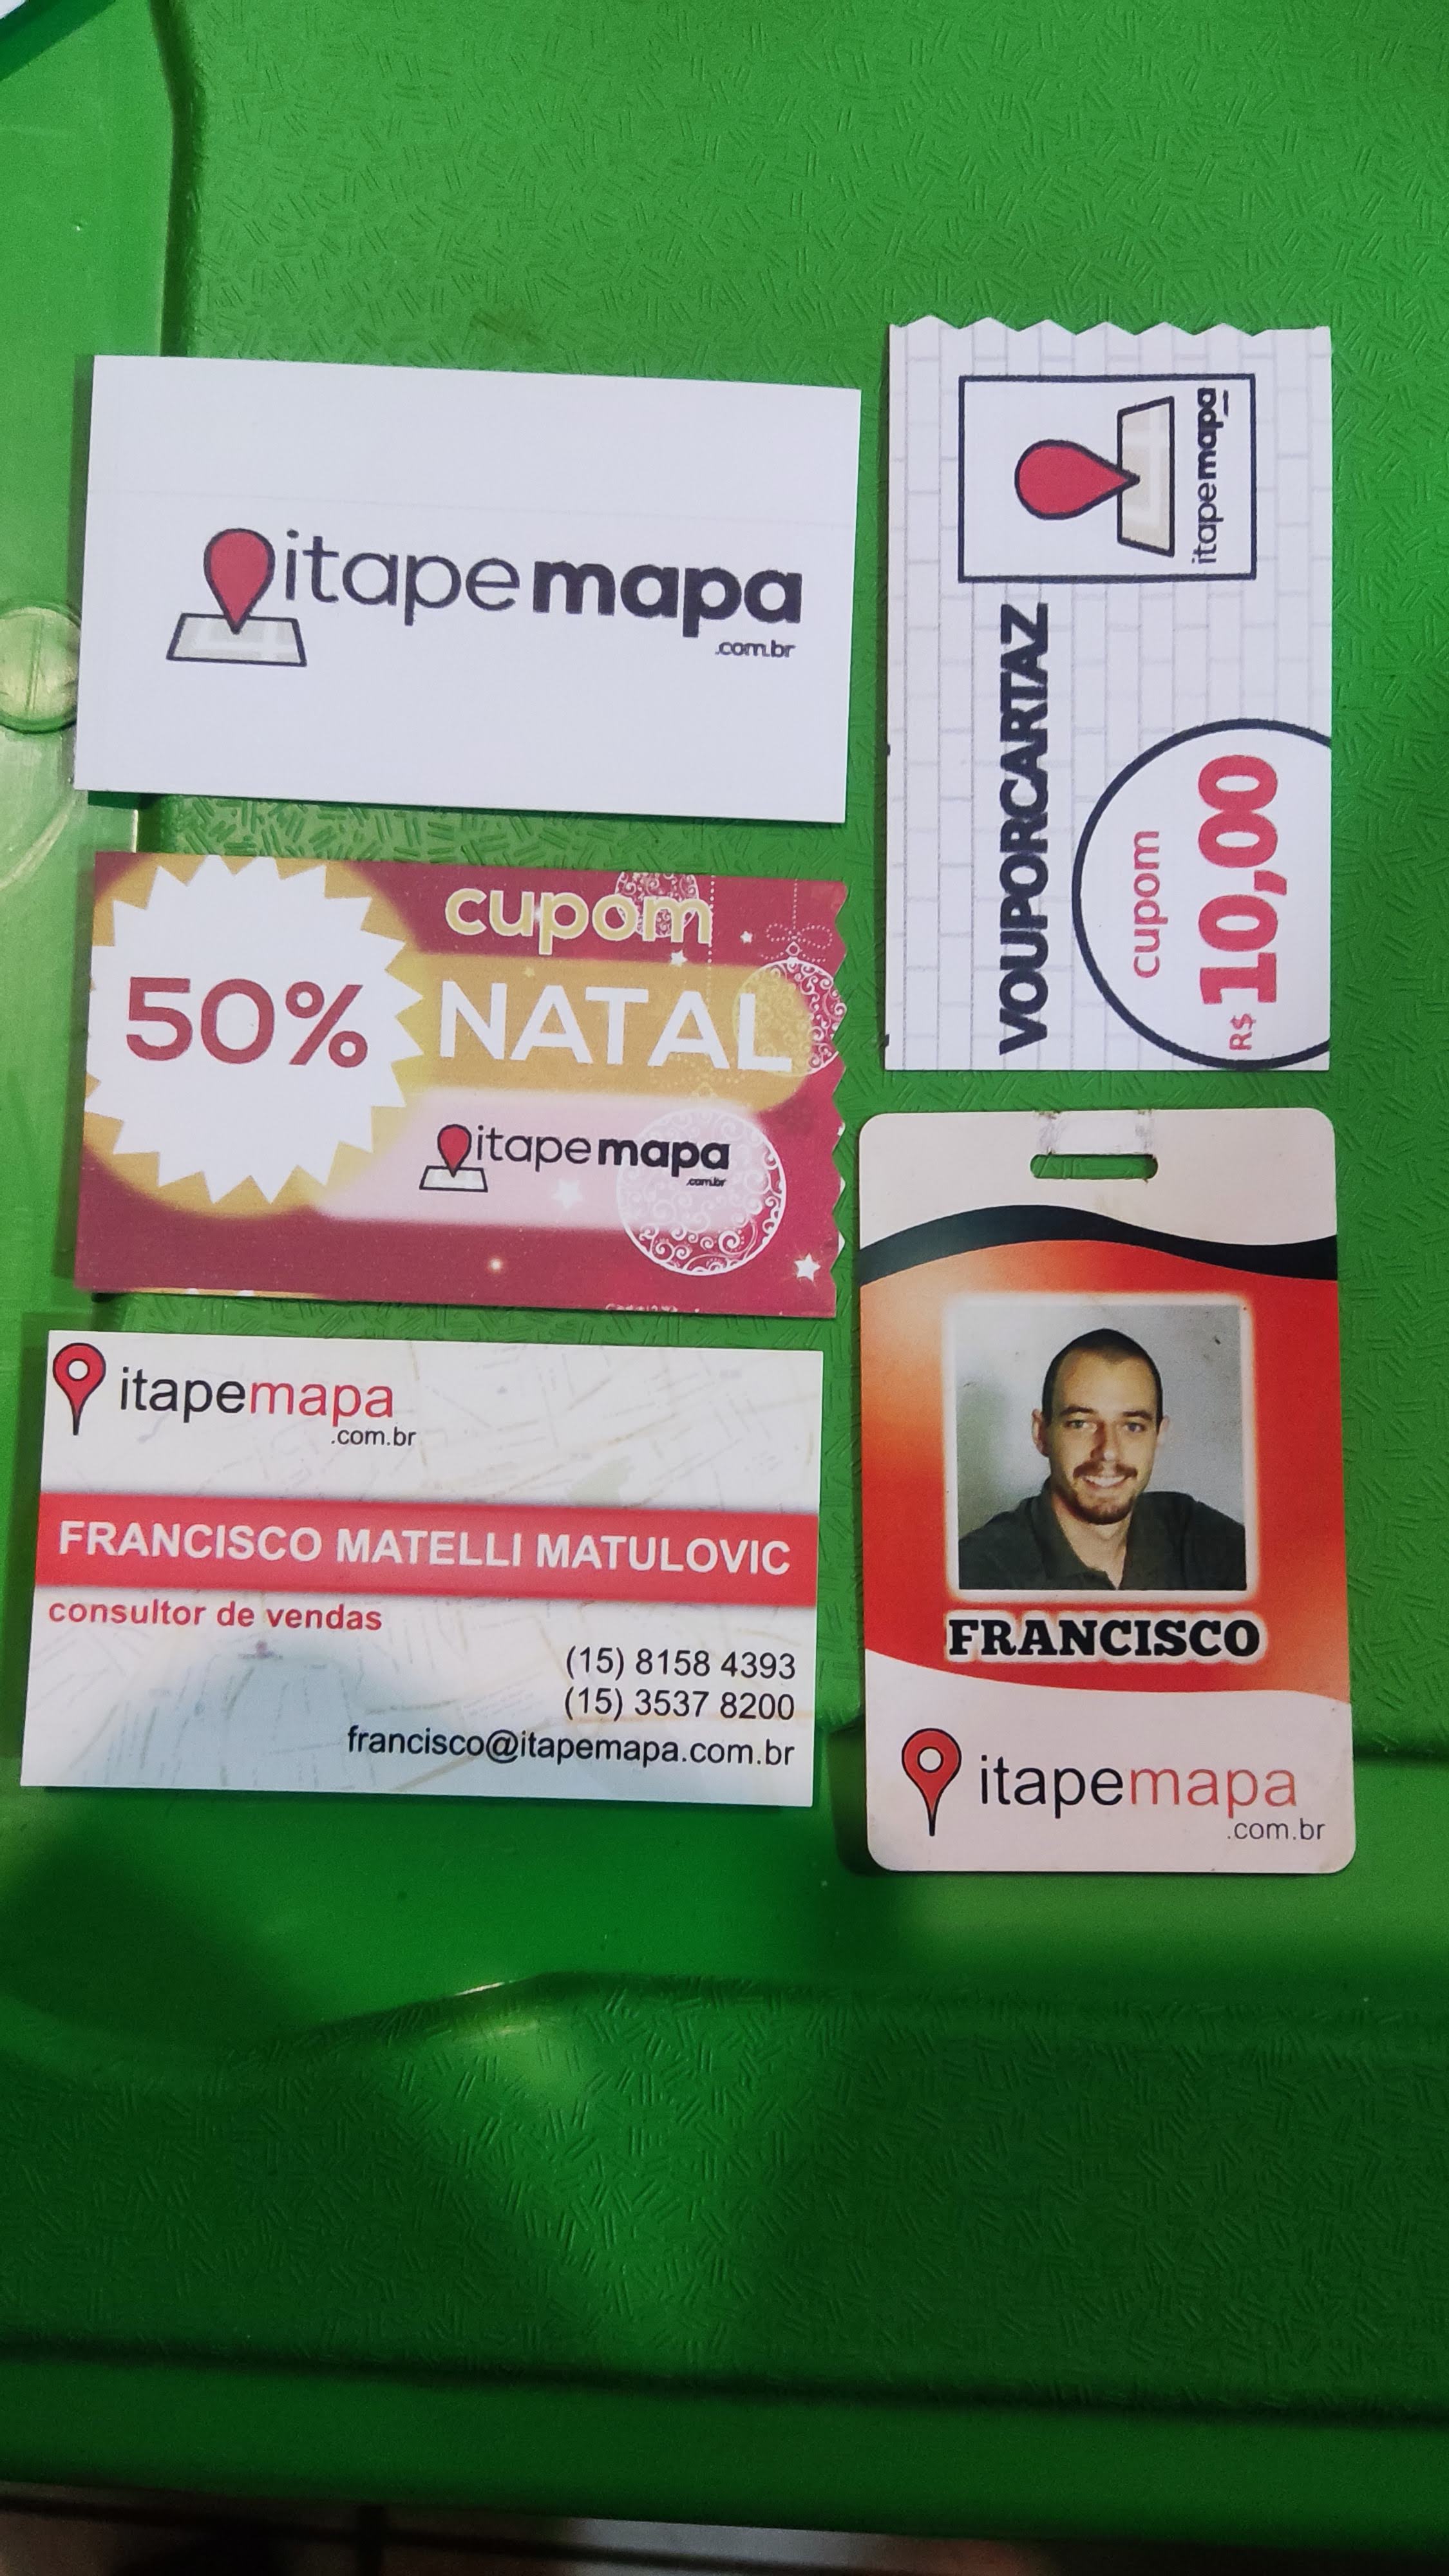 itapemapa
.com.br
cupom
50%
NATAL
itapemapa
.com.br
itapemapa
.com.br
FRANCISCO MATELLI MATULOVIC
consultor de vendas
(15) 8158 4393
(15) 3537 8200
francisco@itapemapa.com.br
itapemapa
VOUPORCARTAZ
cupom
R$ 10,00
FRANCISCO
itapemapa
.com.br